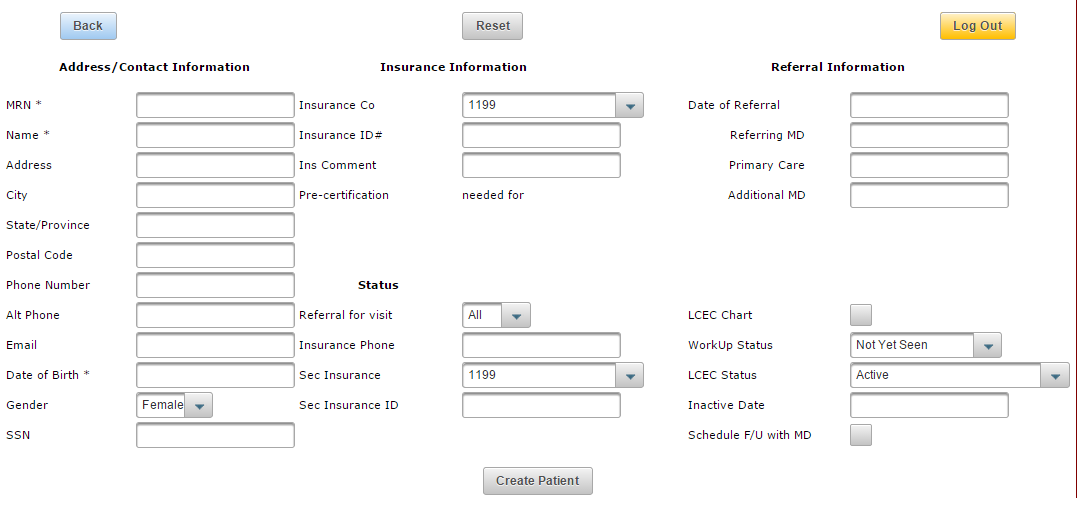 Back Reset Log Out
Address/Contact Information Insurance Information Referral Information
MRN * Insurance Co 1199 Date of Referral
Name * Insurance ID# Referring MD
Address Ins Comment Primary Care
City Pre-certification needed for Additional MD
State/Province
Postal Code
Phone Number Status
Alt Phone Referral for visit All LCEC Chart
Email Insurance Phone WorkUp Status Not Yet Seen
Date of Birth * Sec Insurance 1199 LCEC Status Active
Gender Female Sec Insurance ID Inactive Date
SSN Schedule F/U with MD
Create Patient